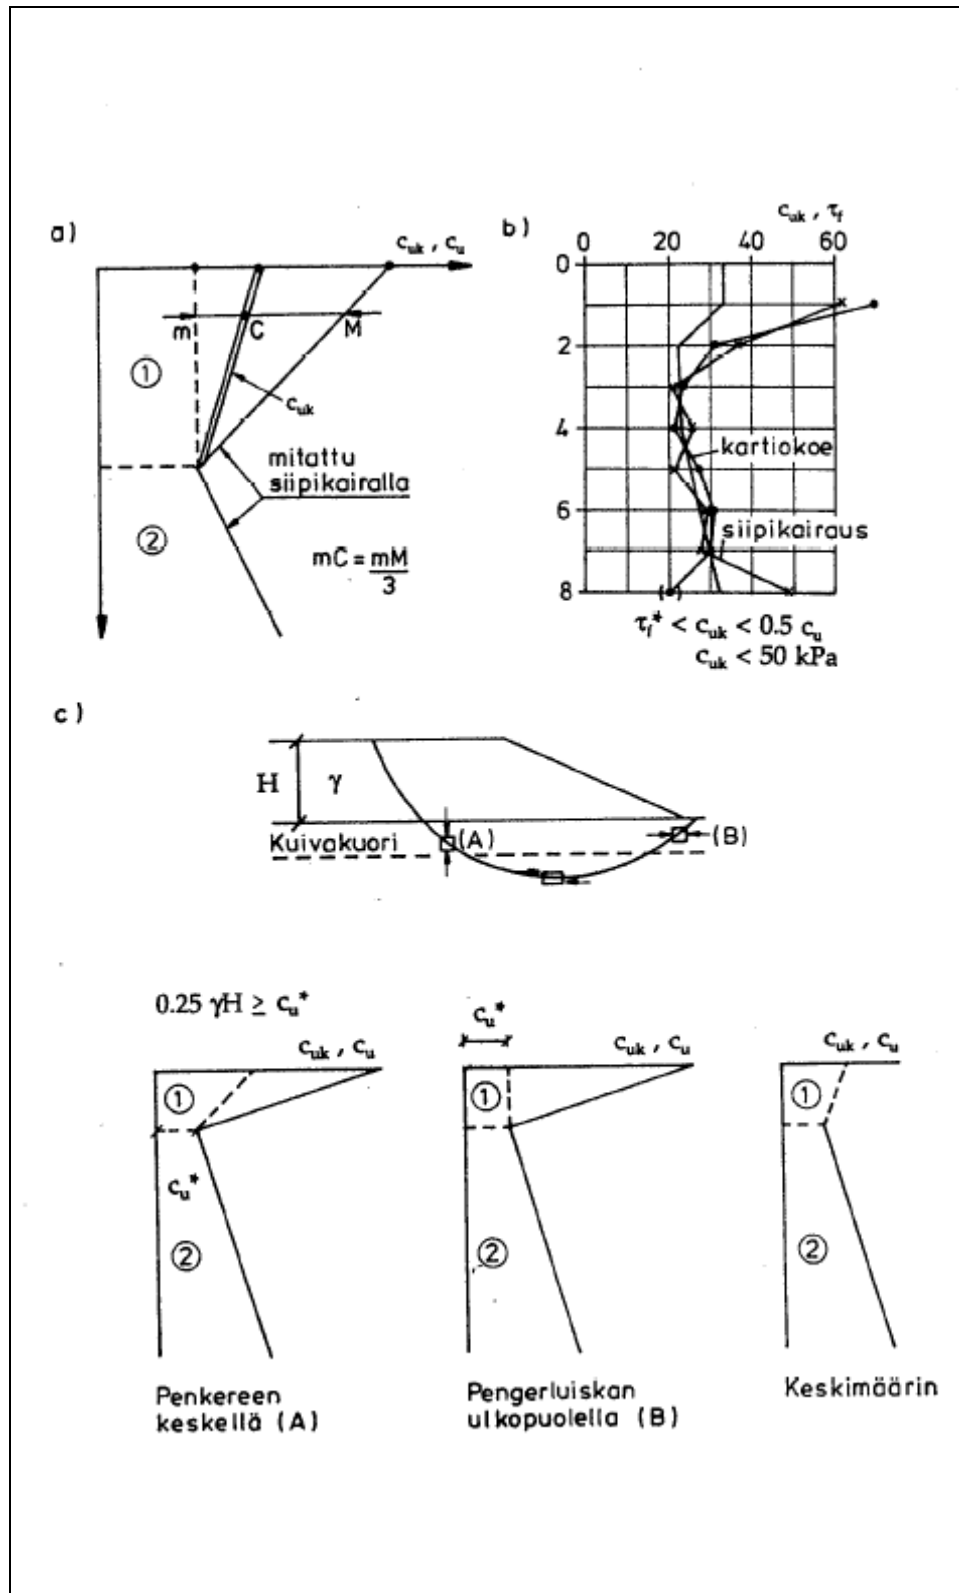 a)
c_uk , c_u
m
C
M
①
c_uk
mitattu
siipikairalla
②
mC = mM/3
b)
c_uk , τ_f
0 20 40 60
0
2
4
6
8
kartiokoe
siipikairaus
( )
τ_f* < c_uk < 0.5 c_u
c_uk < 50 kPa
c)
H
γ
Kuivakuori
(A)
(B)
0.25 γH ≥ c_u*
c_uk , c_u
①
c_u*
②
Penkereen
keskellä (A)
c_u*
c_uk , c_u
①
②
Pengerluiskan
ulkopuolella (B)
c_uk , c_u
①
②
Keskimäärin